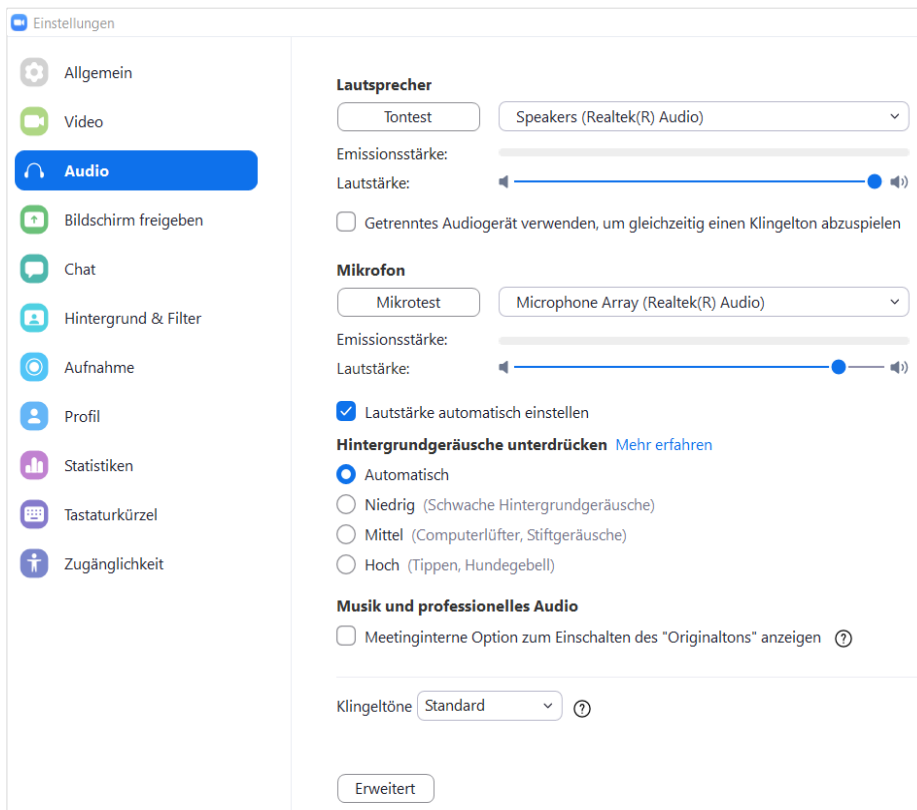 Einstellungen
Allgemein
Video
Audio
Bildschirm freigeben
Chat
Hintergrund & Filter
Aufnahme
Profil
Statistiken
Tastaturkürzel
Zugänglichkeit
Lautsprecher
Tontest Speakers (Realtek(R) Audio)
Emissionsstärke:
Lautstärke:
Getrenntes Audiogerät verwenden, um gleichzeitig einen Klingelton abzuspielen
Mikrofon
Mikrotest Microphone Array (Realtek(R) Audio)
Emissionsstärke:
Lautstärke:
Lautstärke automatisch einstellen
Hintergrundgeräusche unterdrücken Mehr erfahren
Automatisch
Niedrig (Schwache Hintergrundgeräusche)
Mittel (Computerlüfter, Stiftgeräusche)
Hoch (Tippen, Hundegebell)
Musik und professionelles Audio
Meetinginterne Option zum Einschalten des "Originaltons" anzeigen ?
Klingeltöne Standard ?
Erweitert